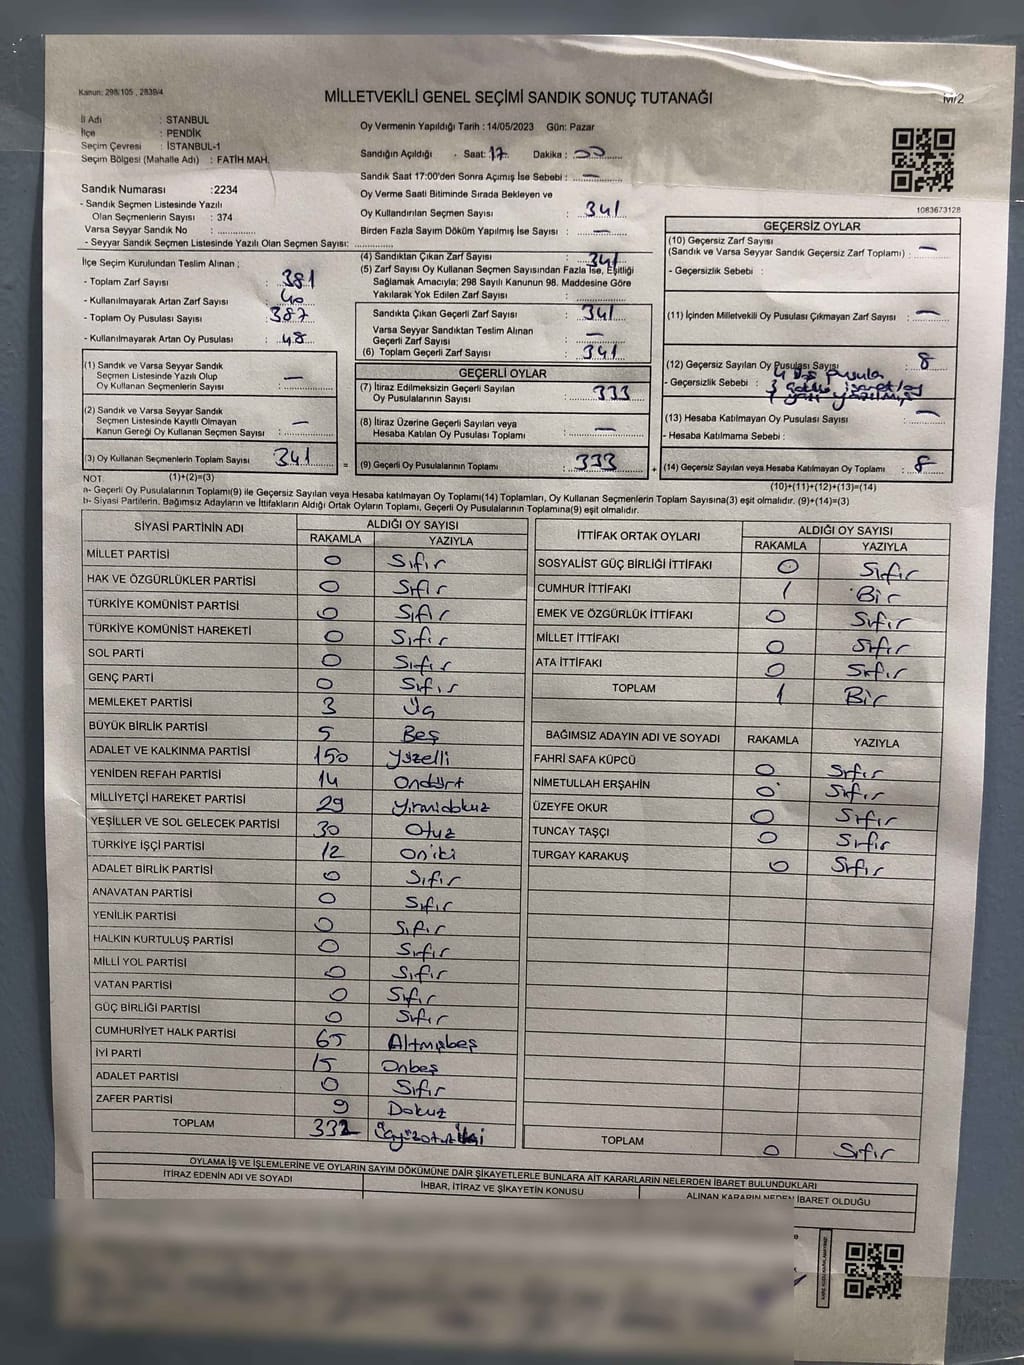 Kanun: 298/105 , 2839/4
MİLLETVEKİLİ GENEL SEÇİMİ SANDIK SONUÇ TUTANAĞI
M/2
İl Adı : STANBUL
İlçe : PENDİK
Seçim Çevresi : İSTANBUL-1
Seçim Bölgesi (Mahalle Adı) : FATİH MAH.
Oy Vermenin Yapıldığı Tarih : 14/05/2023 Gün: Pazar
Sandığın Açıldığı - Saat: 17 Dakika : 00
Sandık Saat 17:00'den Sonra Açımış İse Sebebi : —
Oy Verme Saati Bitiminde Sırada Bekleyen ve
Oy Kullandırılan Seçmen Sayısı : 341
Birden Fazla Sayım Döküm Yapılmış İse Sayısı : —
1083673128
Sandık Numarası :2234
- Sandık Seçmen Listesinde Yazılı
Olan Seçmenlerin Sayısı : 374
Varsa Seyyar Sandık No :
- Seyyar Sandık Seçmen Listesinde Yazılı Olan Seçmen Sayısı:
İlçe Seçim Kurulundan Teslim Alınan ;
- Toplam Zarf Sayısı : 381
- Kullanılmayarak Artan Zarf Sayısı : 40
- Toplam Oy Pusulası Sayısı : 387
- Kullanılmayarak Artan Oy Pusulası : 48
(1) Sandık ve Varsa Seyyar Sandık
Seçmen Listesinde Yazılı Olup
Oy Kullanan Seçmenlerin Sayısı : —
(2) Sandık ve Varsa Seyyar Sandık
Seçmen Listesinde Kayıtlı Olmayan
Kanun Gereği Oy Kullanan Seçmen Sayısı : —
(3) Oy Kullanan Seçmenlerin Toplam Sayısı 341
(1)+(2)=(3)
(4) Sandıktan Çıkan Zarf Sayısı : 341
(5) Zarf Sayısı Oy Kullanan Seçmen Sayısından Fazla İse, Eşitliği
Sağlamak Amacıyla; 298 Sayılı Kanunun 98. Maddesine Göre
Yakılarak Yok Edilen Zarf Sayısı :
Sandıkta Çıkan Geçerli Zarf Sayısı : 341
Varsa Seyyar Sandıktan Teslim Alınan
Geçerli Zarf Sayısı : —
(6) Toplam Geçerli Zarf Sayısı : 341
GEÇERLİ OYLAR
(7) İtiraz Edilmeksizin Geçerli Sayılan
Oy Pusulalarının Sayısı : 333
(8) İtiraz Üzerine Geçerli Sayılan veya
Hesaba Katılan Oy Pusulası Toplamı : —
= (9) Geçerli Oy Pusulalarının Toplamı : 333 +
GEÇERSİZ OYLAR
(10) Geçersiz Zarf Sayısı
(Sandık ve Varsa Seyyar Sandık Geçersiz Zarf Toplamı) : —
- Geçersizlik Sebebi :
(11) İçinden Milletvekili Oy Pusulası Çıkmayan Zarf Sayısı : —
(12) Geçersiz Sayılan Oy Pusulası Sayısı : 8
4 boş pusula
- Geçersizlik Sebebi :
(13) Hesaba Katılmayan Oy Pusulası Sayısı : —
- Hesaba Katılmama Sebebi :
(14) Geçersiz Sayılan veya Hesaba Katılmayan Oy Toplamı : 8
(10)+(11)+(12)+(13)=(14)
NOT:
a- Geçerli Oy Pusulalarının Toplamı(9) ile Geçersiz Sayılan veya Hesaba katılmayan Oy Toplamı(14) Toplamları, Oy Kullanan Seçmenlerin Toplam Sayısına(3) eşit olmalıdır. (9)+(14)=(3)
b- Siyasi Partilerin, Bağımsız Adayların ve İttifakların Aldığı Ortak Oyların Toplamı, Geçerli Oy Pusulalarının Toplamına(9) eşit olmalıdır.
SİYASİ PARTİNİN ADI ALDIĞI OY SAYISI
RAKAMLA YAZIYLA
MİLLET PARTİSİ 0 Sıfır
HAK VE ÖZGÜRLÜKLER PARTİSİ 0 Sıfır
TÜRKİYE KOMÜNİST PARTİSİ 0 Sıfır
TÜRKİYE KOMÜNİST HAREKETİ 0 Sıfır
SOL PARTİ 0 Sıfır
GENÇ PARTİ 0 Sıfır
MEMLEKET PARTİSİ 3 Üç
BÜYÜK BİRLİK PARTİSİ 5 Beş
ADALET VE KALKINMA PARTİSİ 150 Yüzelli
YENİDEN REFAH PARTİSİ 14 Ondört
MİLLİYETÇİ HAREKET PARTİSİ 29 Yirmidokuz
YEŞİLLER VE SOL GELECEK PARTİSİ 30 Otuz
TÜRKİYE İŞÇİ PARTİSİ 12 Oniki
ADALET BİRLİK PARTİSİ 0 Sıfır
ANAVATAN PARTİSİ 0 Sıfır
YENİLİK PARTİSİ 0 Sıfır
HALKIN KURTULUŞ PARTİSİ 0 Sıfır
MİLLİ YOL PARTİSİ 0 Sıfır
VATAN PARTİSİ 0 Sıfır
GÜÇ BİRLİĞİ PARTİSİ 0 Sıfır
CUMHURİYET HALK PARTİSİ 65 Altmışbeş
İYİ PARTİ 15 Onbeş
ADALET PARTİSİ 0 Sıfır
ZAFER PARTİSİ 9 Dokuz
TOPLAM 332 Üçyüzotuziki
İTTİFAK ORTAK OYLARI ALDIĞI OY SAYISI
RAKAMLA YAZIYLA
SOSYALİST GÜÇ BİRLİĞİ İTTİFAKI 0 Sıfır
CUMHUR İTTİFAKI 1 Bir
EMEK VE ÖZGÜRLÜK İTTİFAKI 0 Sıfır
MİLLET İTTİFAKI 0 Sıfır
ATA İTTİFAKI 0 Sıfır
TOPLAM 1 Bir
BAĞIMSIZ ADAYIN ADI VE SOYADI RAKAMLA YAZIYLA
FAHRİ SAFA KÜPCÜ 0 Sıfır
NİMETULLAH ERŞAHİN 0 Sıfır
ÜZEYFE OKUR 0 Sıfır
TUNCAY TAŞÇI 0 Sıfır
TURGAY KARAKUŞ 0 Sıfır
TOPLAM 0 Sıfır
OYLAMA İŞ VE İŞLEMLERİNE VE OYLARIN SAYIM DÖKÜMÜNE DAİR ŞİKAYETLERLE BUNLARA AİT KARARLARIN NELERDEN İBARET BULUNDUKLARI
İTİRAZ EDENİN ADI VE SOYADI İHBAR, İTİRAZ VE ŞİKAYETİN KONUSU ALINAN KARARIN NEDEN İBARET OLDUĞU